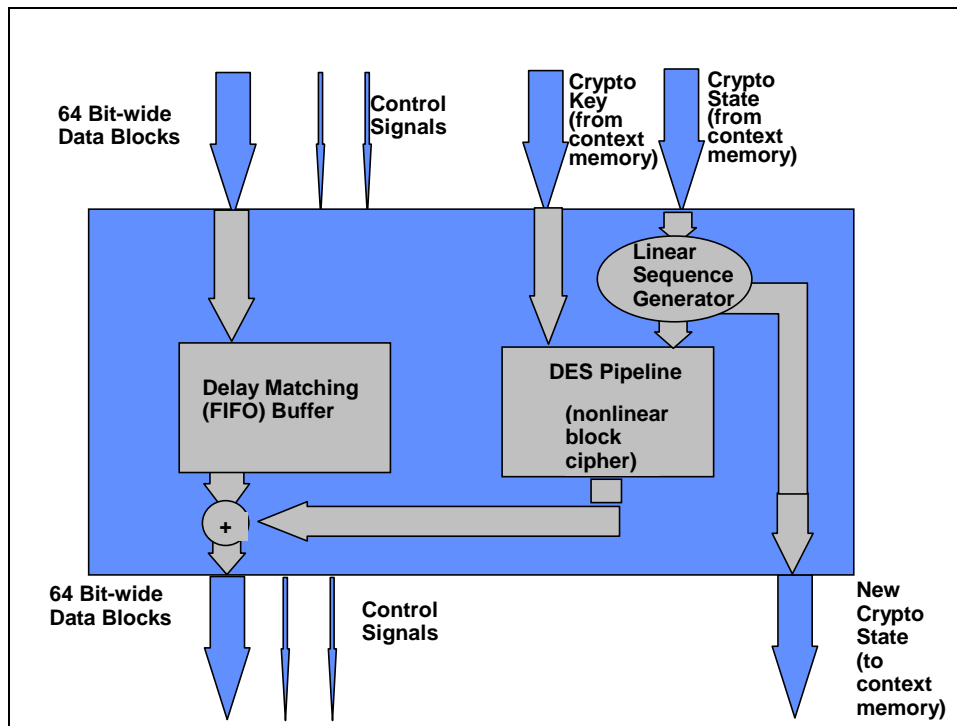 64 Bit-wide
Data Blocks
Control
Signals
Crypto
Key
(from
context
memory)
Crypto
State
(from
context
memory)
Linear
Sequence
Generator
Delay Matching
(FIFO) Buffer
DES Pipeline
(nonlinear
block
cipher)
+
64 Bit-wide
Data Blocks
Control
Signals
New
Crypto
State
(to
context
memory)